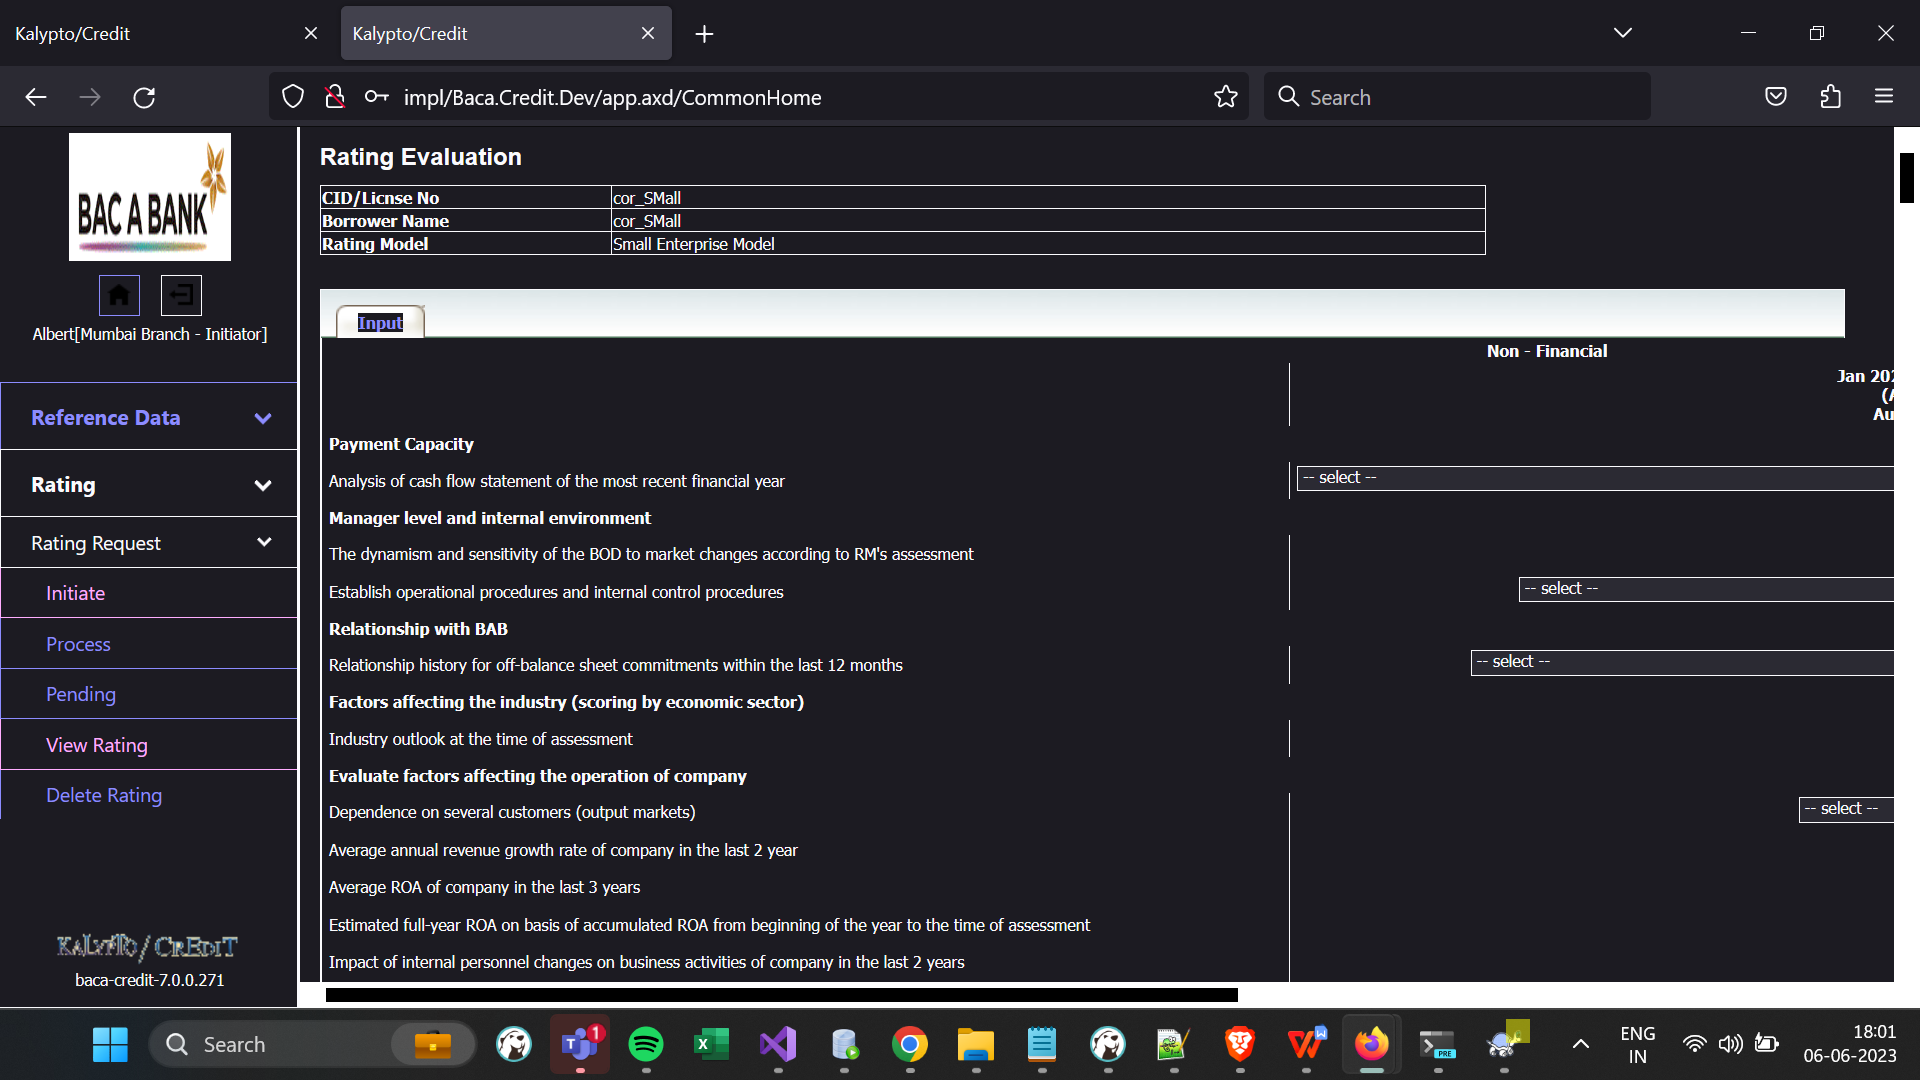 Kalypto/Credit
Kalypto/Credit
impl/Baca.Credit.Dev/app.axd/CommonHome
Search
BAC A BANK
Albert[Mumbai Branch - Initiator]
Reference Data
Rating
Rating Request
Initiate
Process
Pending
View Rating
Delete Rating
KALYPTO/CREDIT
baca-credit-7.0.0.271
Rating Evaluation
CID/Licnse No cor_SMall
Borrower Name cor_SMall
Rating Model Small Enterprise Model
Input
Non - Financial
Jan 202
(A
Au
Payment Capacity
Analysis of cash flow statement of the most recent financial year -- select --
Manager level and internal environment
The dynamism and sensitivity of the BOD to market changes according to RM's assessment
Establish operational procedures and internal control procedures -- select --
Relationship with BAB
Relationship history for off-balance sheet commitments within the last 12 months -- select --
Factors affecting the industry (scoring by economic sector)
Industry outlook at the time of assessment
Evaluate factors affecting the operation of company
Dependence on several customers (output markets) -- select --
Average annual revenue growth rate of company in the last 2 year
Average ROA of company in the last 3 years
Estimated full-year ROA on basis of accumulated ROA from beginning of the year to the time of assessment
Impact of internal personnel changes on business activities of company in the last 2 years
Search
1
T
X
W
PRE
ENG
IN
18:01
06-06-2023